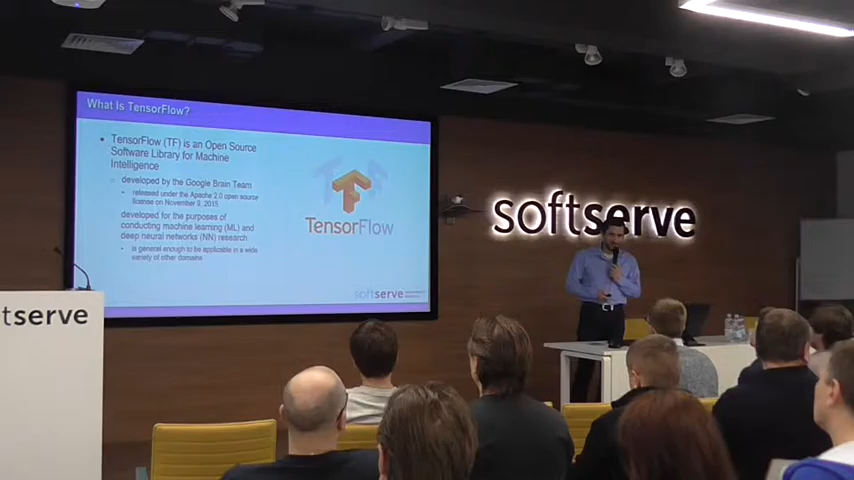 What Is TensorFlow?
TensorFlow (TF) is an Open Source
Software Library for Machine
Intelligence
developed by the Google Brain Team
released under the Apache 2.0 open source
license on November 9, 2015
developed for the purposes of
conducting machine learning (ML) and
deep neural networks (NN) research
is general enough to be applicable in a wide
variety of other domains
TensorFlow
softserve
softserve
tserve